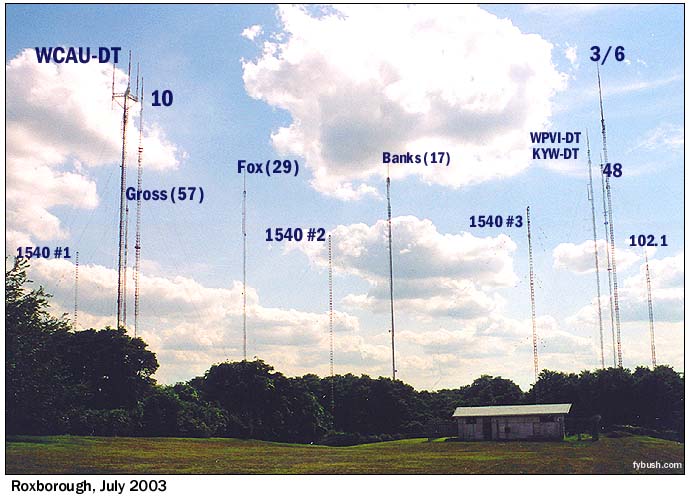 WCAU-DT
3/6
10
WPVI-DT
KYW-DT
Banks (17)
Fox (29)
48
Gross (57)
1540 #3
1540 #2
102.1
1540 #1
fybush.com
Roxborough, July 2003